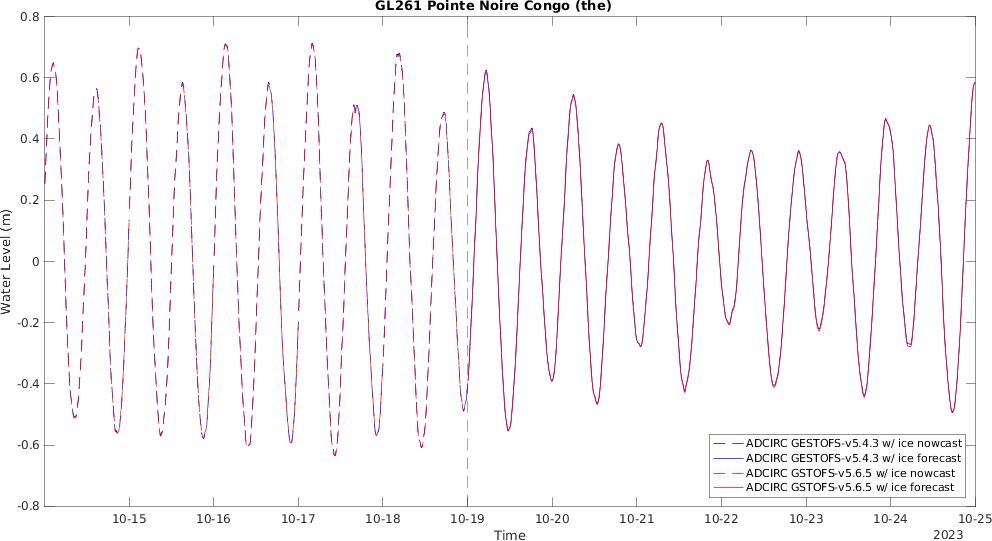 GL261 Pointe Noire Congo (the)
0.8
0.6
0.4
0.2
0
-0.2
-0.4
-0.6
-0.8
Water Level (m)
ADCIRC GESTOFS-v5.4.3 w/ ice nowcast
ADCIRC GESTOFS-v5.4.3 w/ ice forecast
ADCIRC GSTOFS-v5.6.5 w/ ice nowcast
ADCIRC GSTOFS-v5.6.5 w/ ice forecast
10-15 10-16 10-17 10-18 10-19 10-20 10-21 10-22 10-23 10-24 10-25
Time
2023